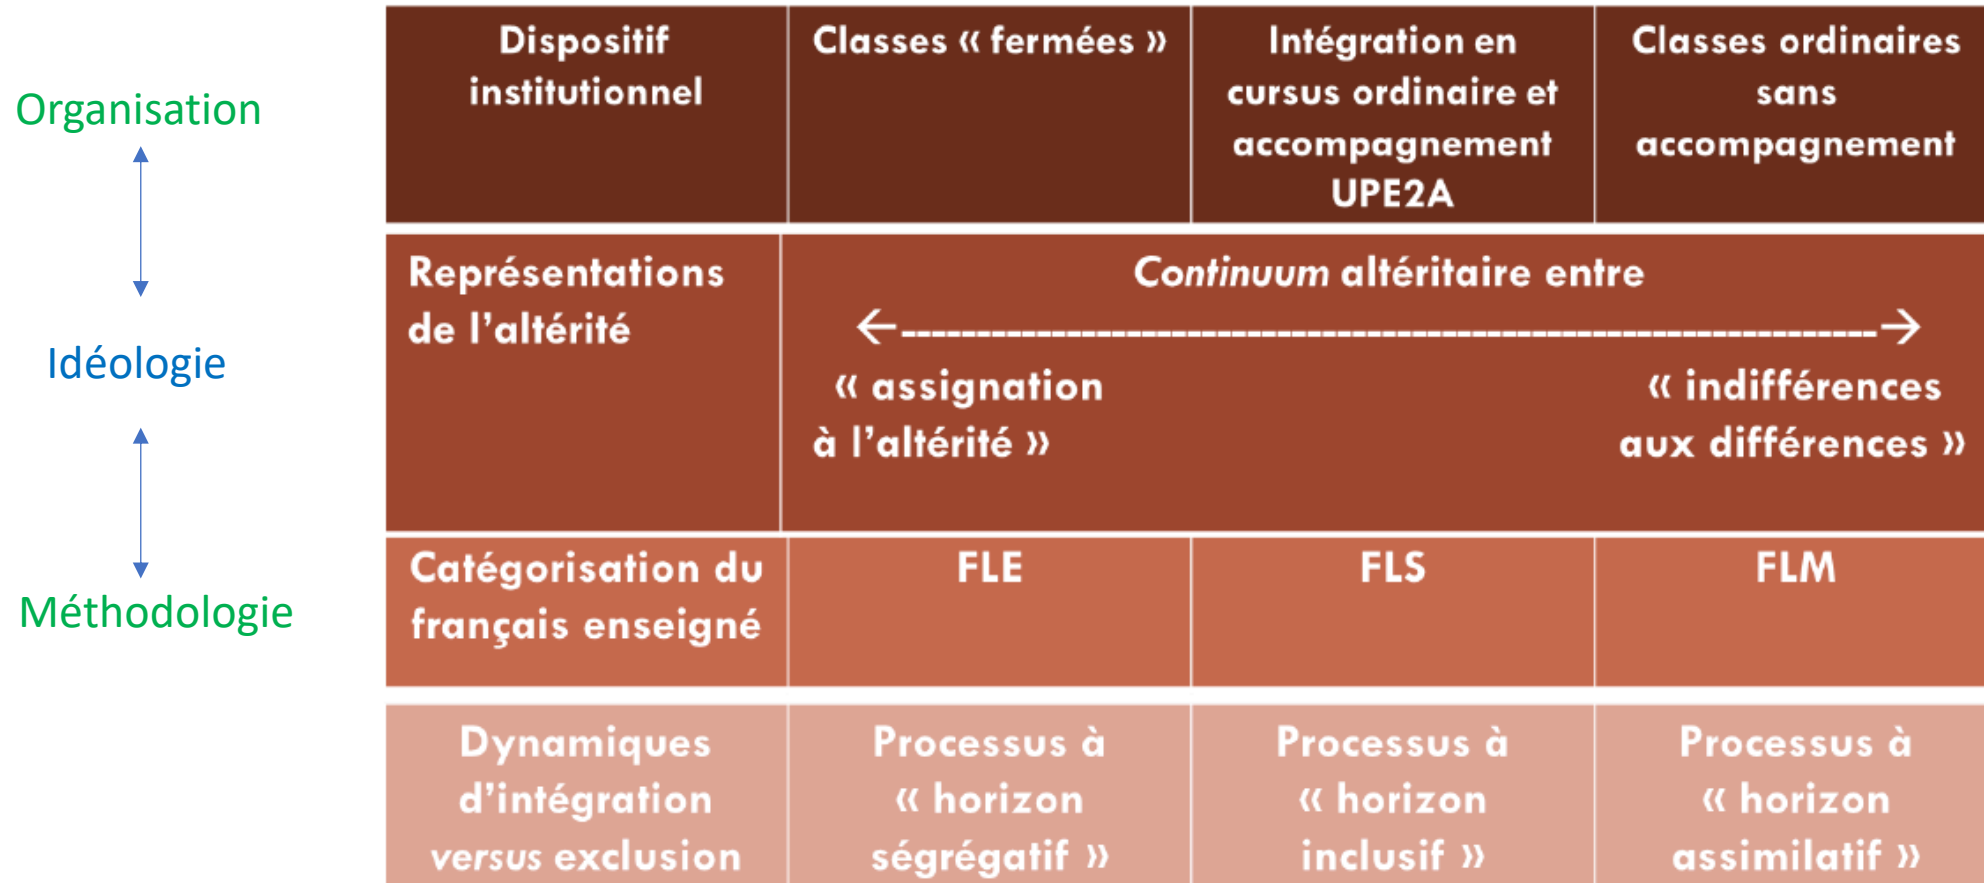 Organisation
Idéologie
Méthodologie
Dispositif
institutionnel
Classes « fermées »
Intégration en
cursus ordinaire et
accompagnement
UPE2A
Classes ordinaires
sans
accompagnement
Représentations
de l’altérité
Continuum altéritaire entre
←-----------------------------------------------------------------→
« assignation
à l’altérité »
« indifférences
aux différences »
Catégorisation du
français enseigné
FLE
FLS
FLM
Dynamiques
d’intégration
versus exclusion
Processus à
« horizon
ségrégatif »
Processus à
« horizon
inclusif »
Processus à
« horizon
assimilatif »